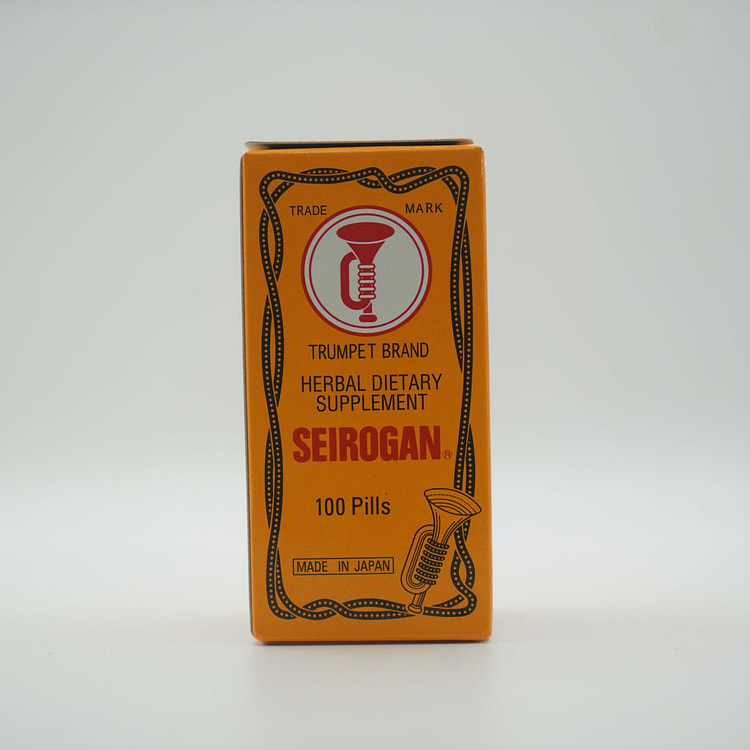 TRADE MARK
TRUMPET BRAND
HERBAL DIETARY
SUPPLEMENT
SEIROGAN®
100 Pills
MADE IN JAPAN